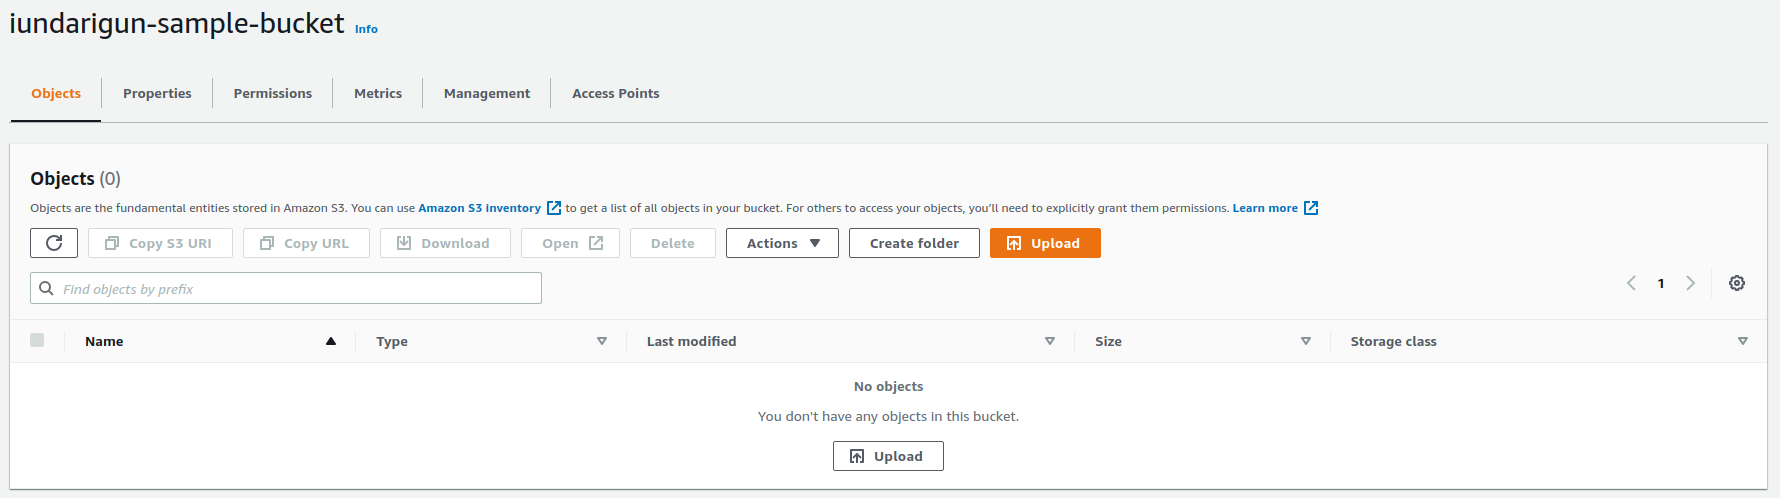 iundarigun-sample-bucket Info
Objects Properties Permissions Metrics Management Access Points
Objects (0)
Objects are the fundamental entities stored in Amazon S3. You can use Amazon S3 inventory to get a list of all objects in your bucket. For others to access your objects, you'll need to explicitly grant them permissions. Learn more
Copy S3 URI Copy URL Download Open Delete Actions Create folder Upload
Find objects by prefix 1
Name Type Last modified Size Storage class
No objects
You don't have any objects in this bucket.
Upload